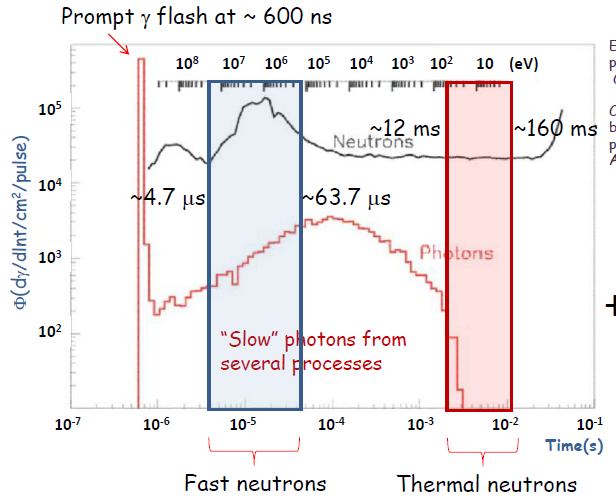 Prompt γ flash at ~ 600 ns
10⁸ 10⁷ 10⁶ 10⁵ 10⁴ 10³ 10² 10 (eV)
10⁵
Neutrons
~12 ms
~160 ms
10⁴
~4.7 μs
~63.7 μs
10³
Photons
10²
Φ(dγ/dlnt/cm²/pulse)
"Slow" photons from
several processes
+
10⁻⁷ 10⁻⁶ 10⁻⁵ 10⁻⁴ 10⁻³ 10⁻² 10⁻¹
Time(s)
Fast neutrons
Thermal neutrons